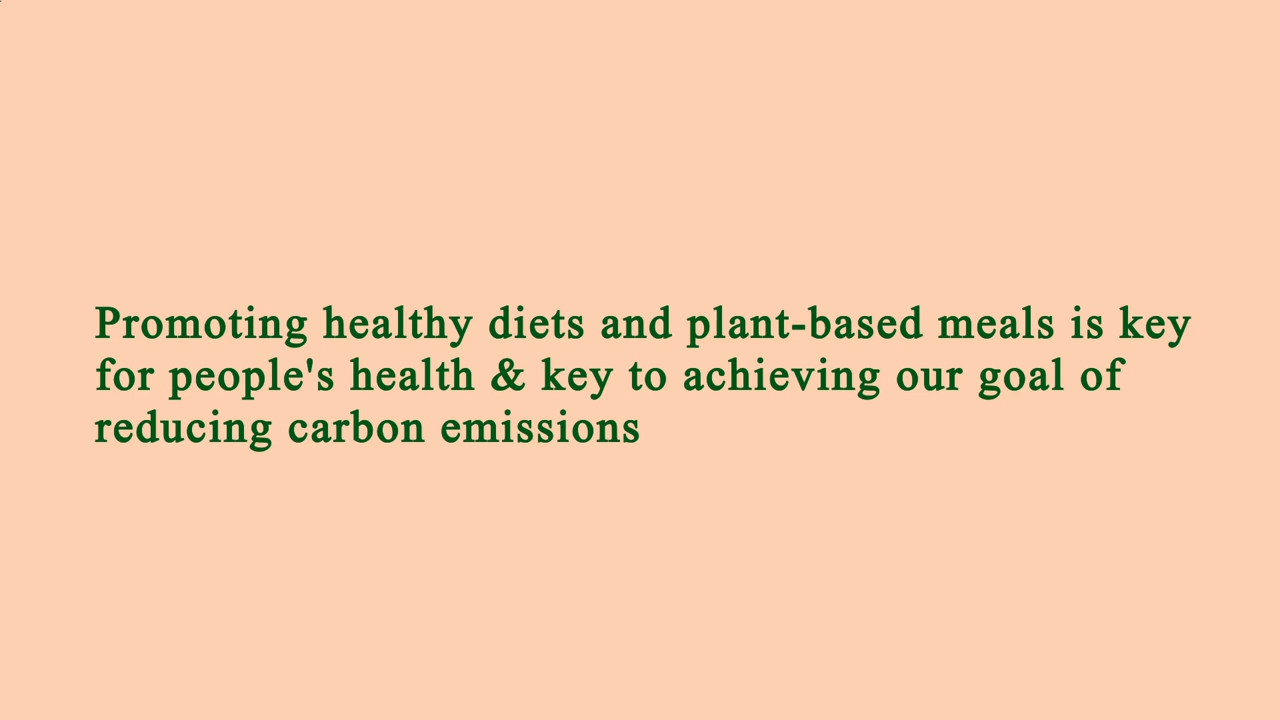 Promoting healthy diets and plant-based meals is key
for people's health & key to achieving our goal of
reducing carbon emissions